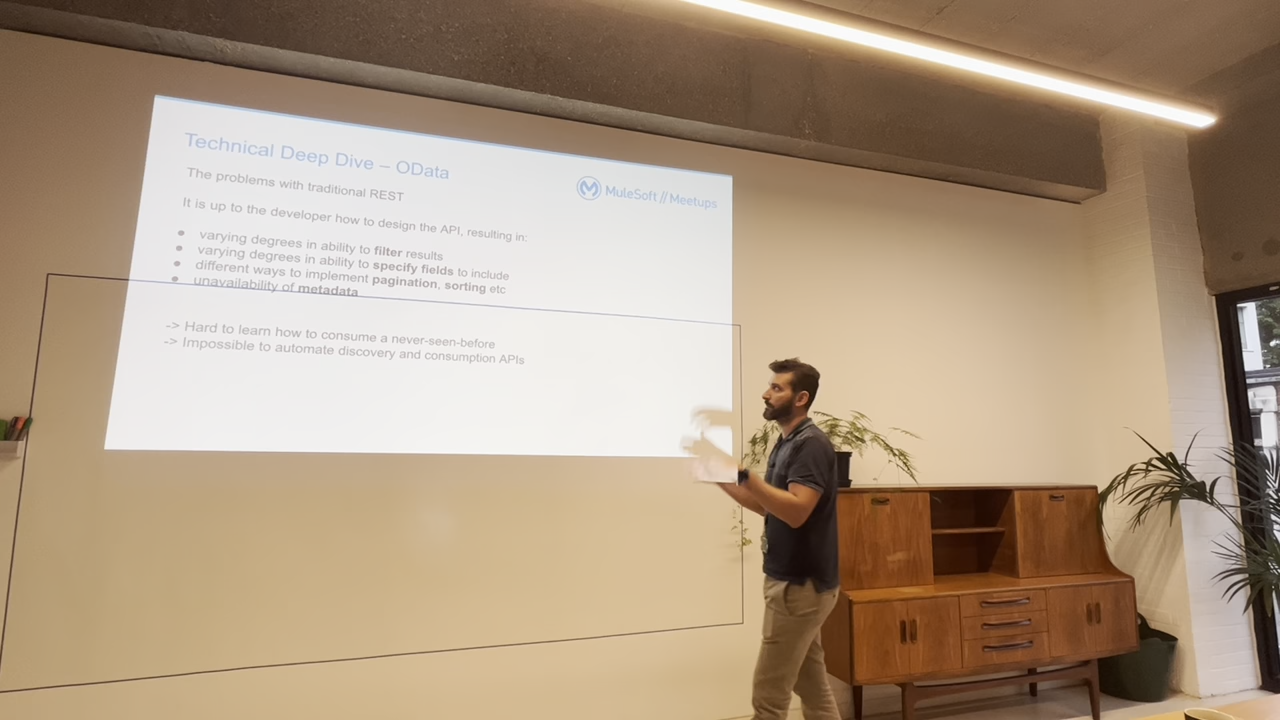 Technical Deep Dive – OData
MuleSoft // Meetups
The problems with traditional REST
It is up to the developer how to design the API, resulting in:
• varying degrees in ability to filter results
• varying degrees in ability to specify fields to include
• different ways to implement pagination, sorting etc
• unavailability of metadata
-> Hard to learn how to consume a never-seen-before
-> Impossible to automate discovery and consumption APIs